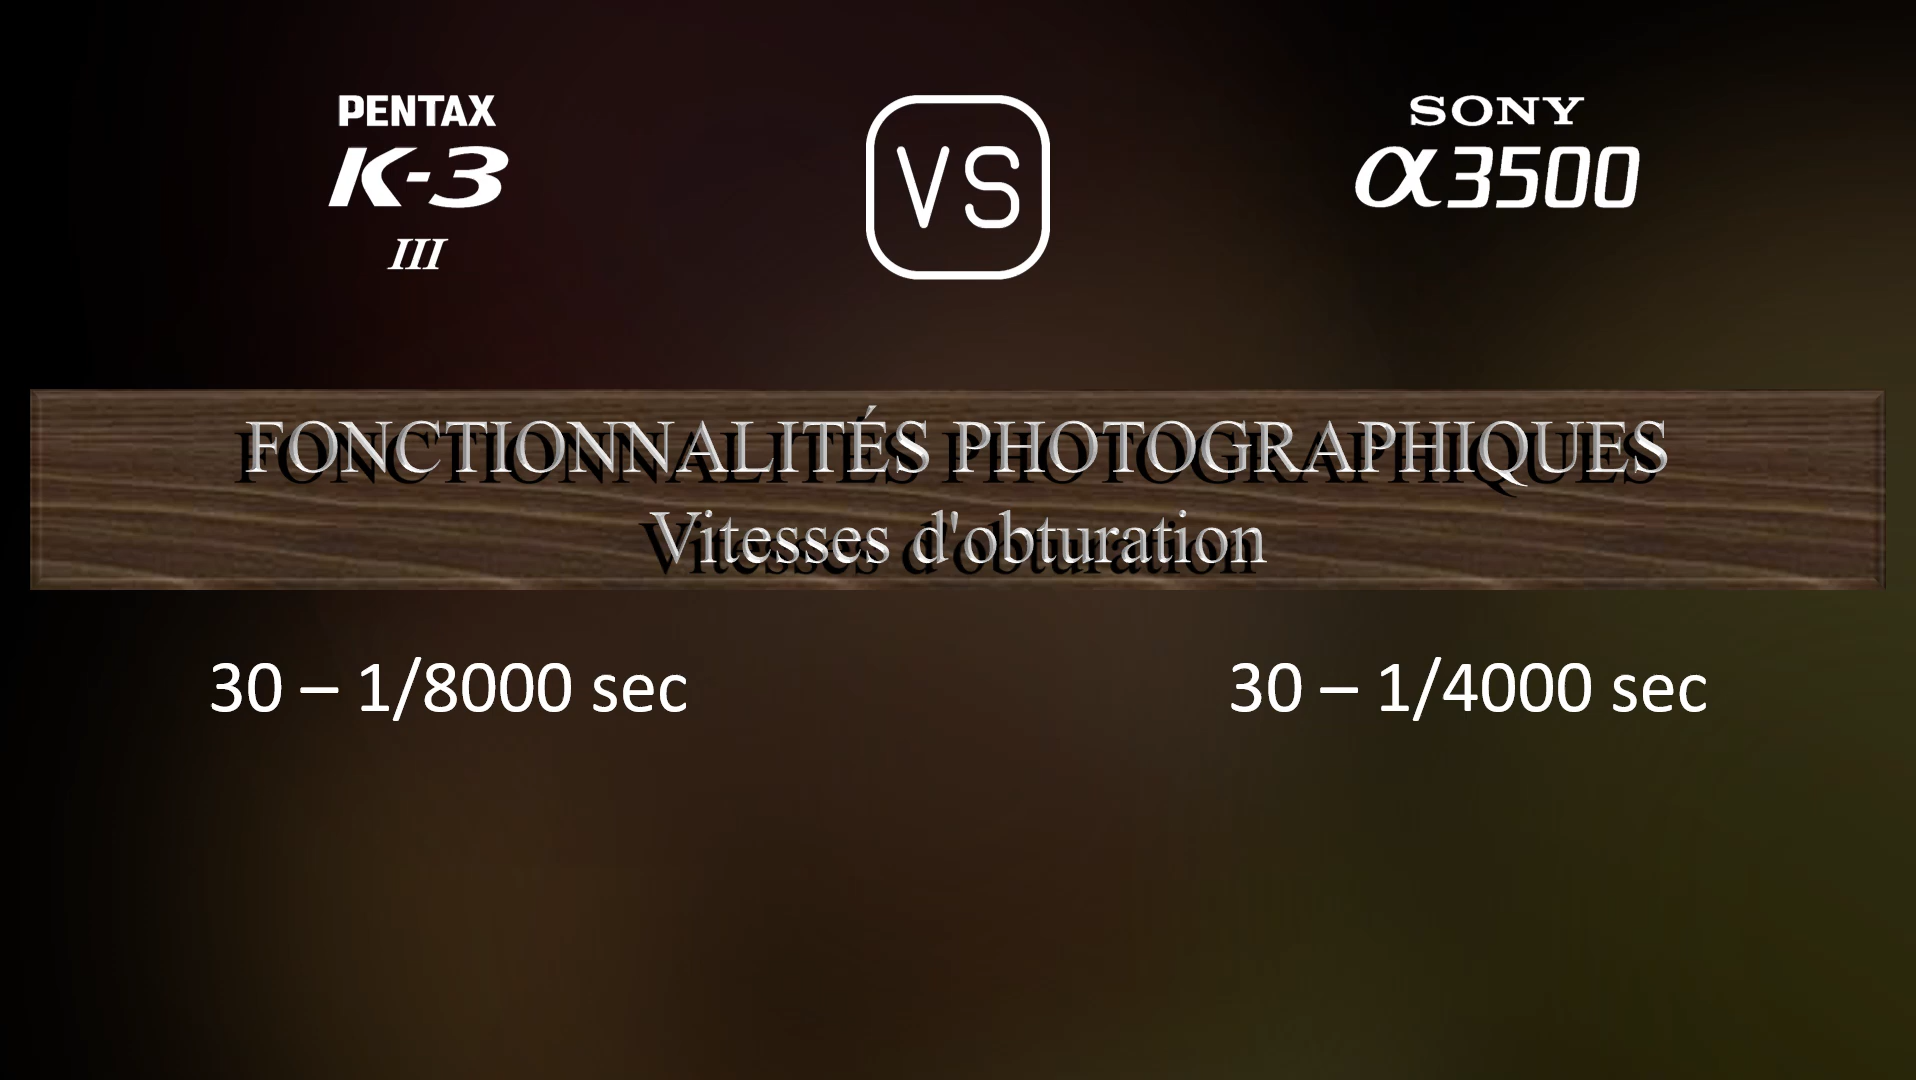 PENTAX
K-3
III
VS
SONY
α3500
FONCTIONNALITÉS PHOTOGRAPHIQUES
Vitesses d'obturation
30 – 1/8000 sec
30 – 1/4000 sec